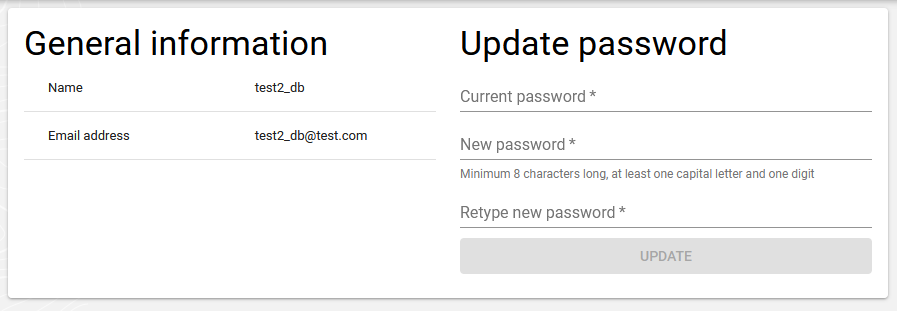 General information
Name test2_db
Email address test2_db@test.com
Update password
Current password *
New password *
Minimum 8 characters long, at least one capital letter and one digit
Retype new password *
UPDATE